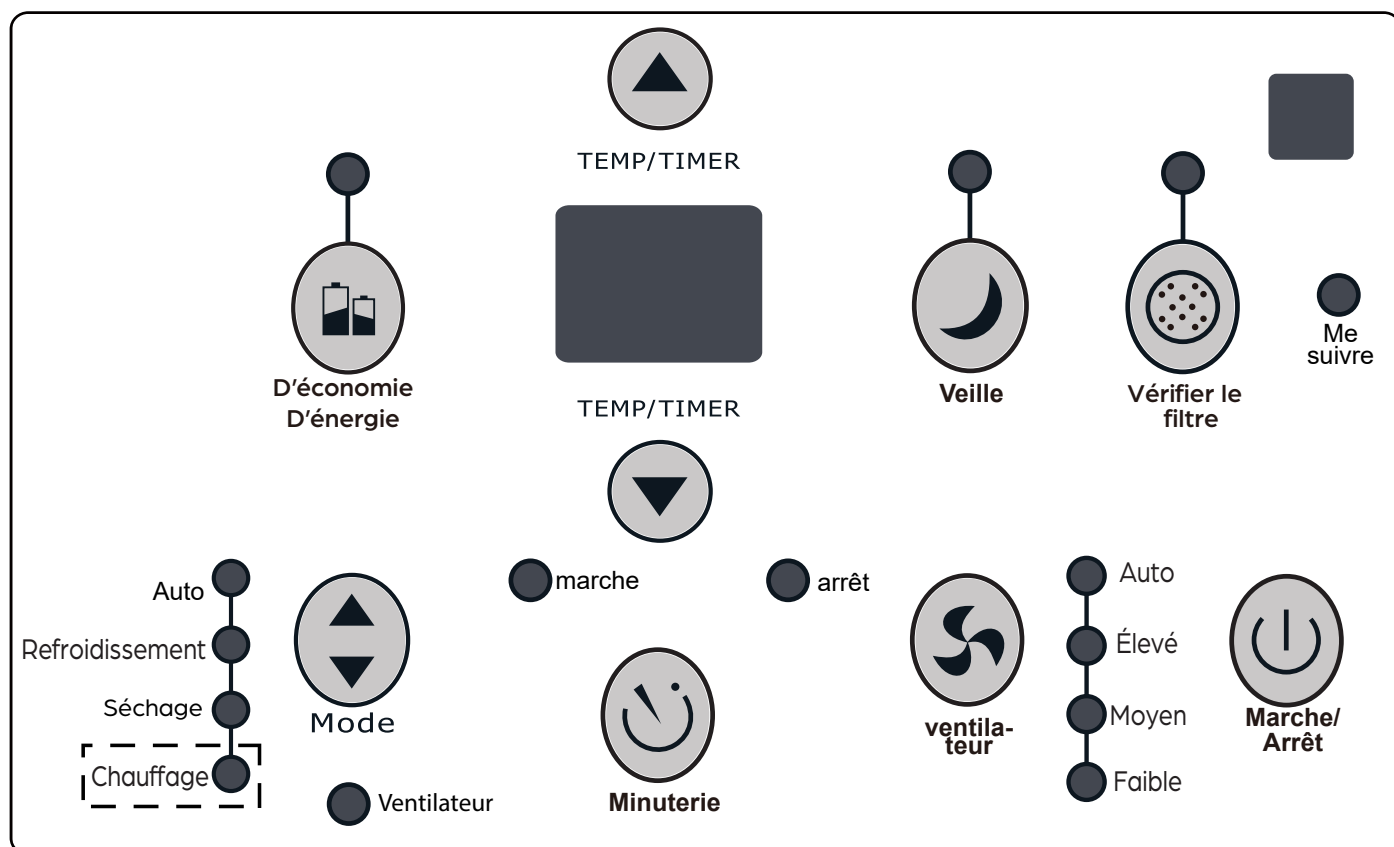 TEMP/TIMER
D'économie
D'énergie
TEMP/TIMER
Veille
Vérifier le
filtre
Me
suivre
Auto
Refroidissement
Séchage
Chauffage
Mode
Ventilateur
marche
arrêt
Minuterie
ventila-
teur
Auto
Élevé
Moyen
Faible
Marche/
Arrêt